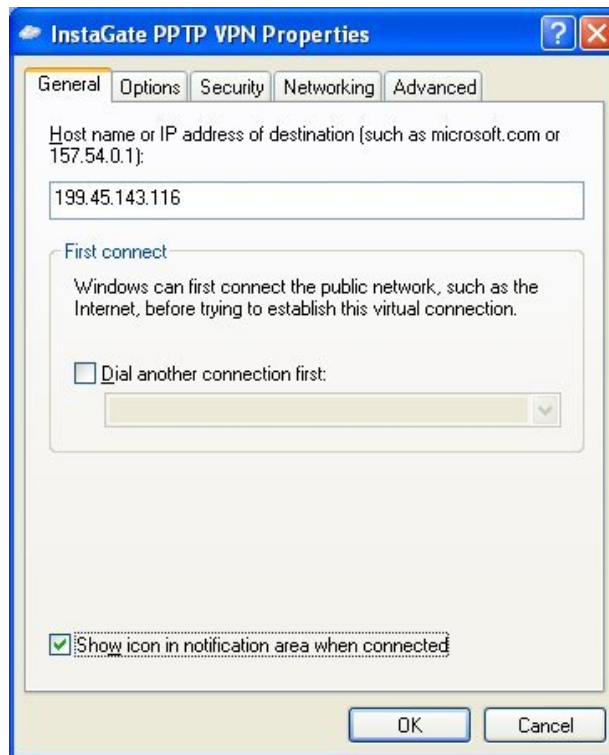 InstaGate PPTP VPN Properties
General Options Security Networking Advanced
Host name or IP address of destination (such as microsoft.com or
157.54.0.1):
199.45.143.116
First connect
Windows can first connect the public network, such as the
Internet, before trying to establish this virtual connection.
Dial another connection first:
Show icon in notification area when connected
OK Cancel